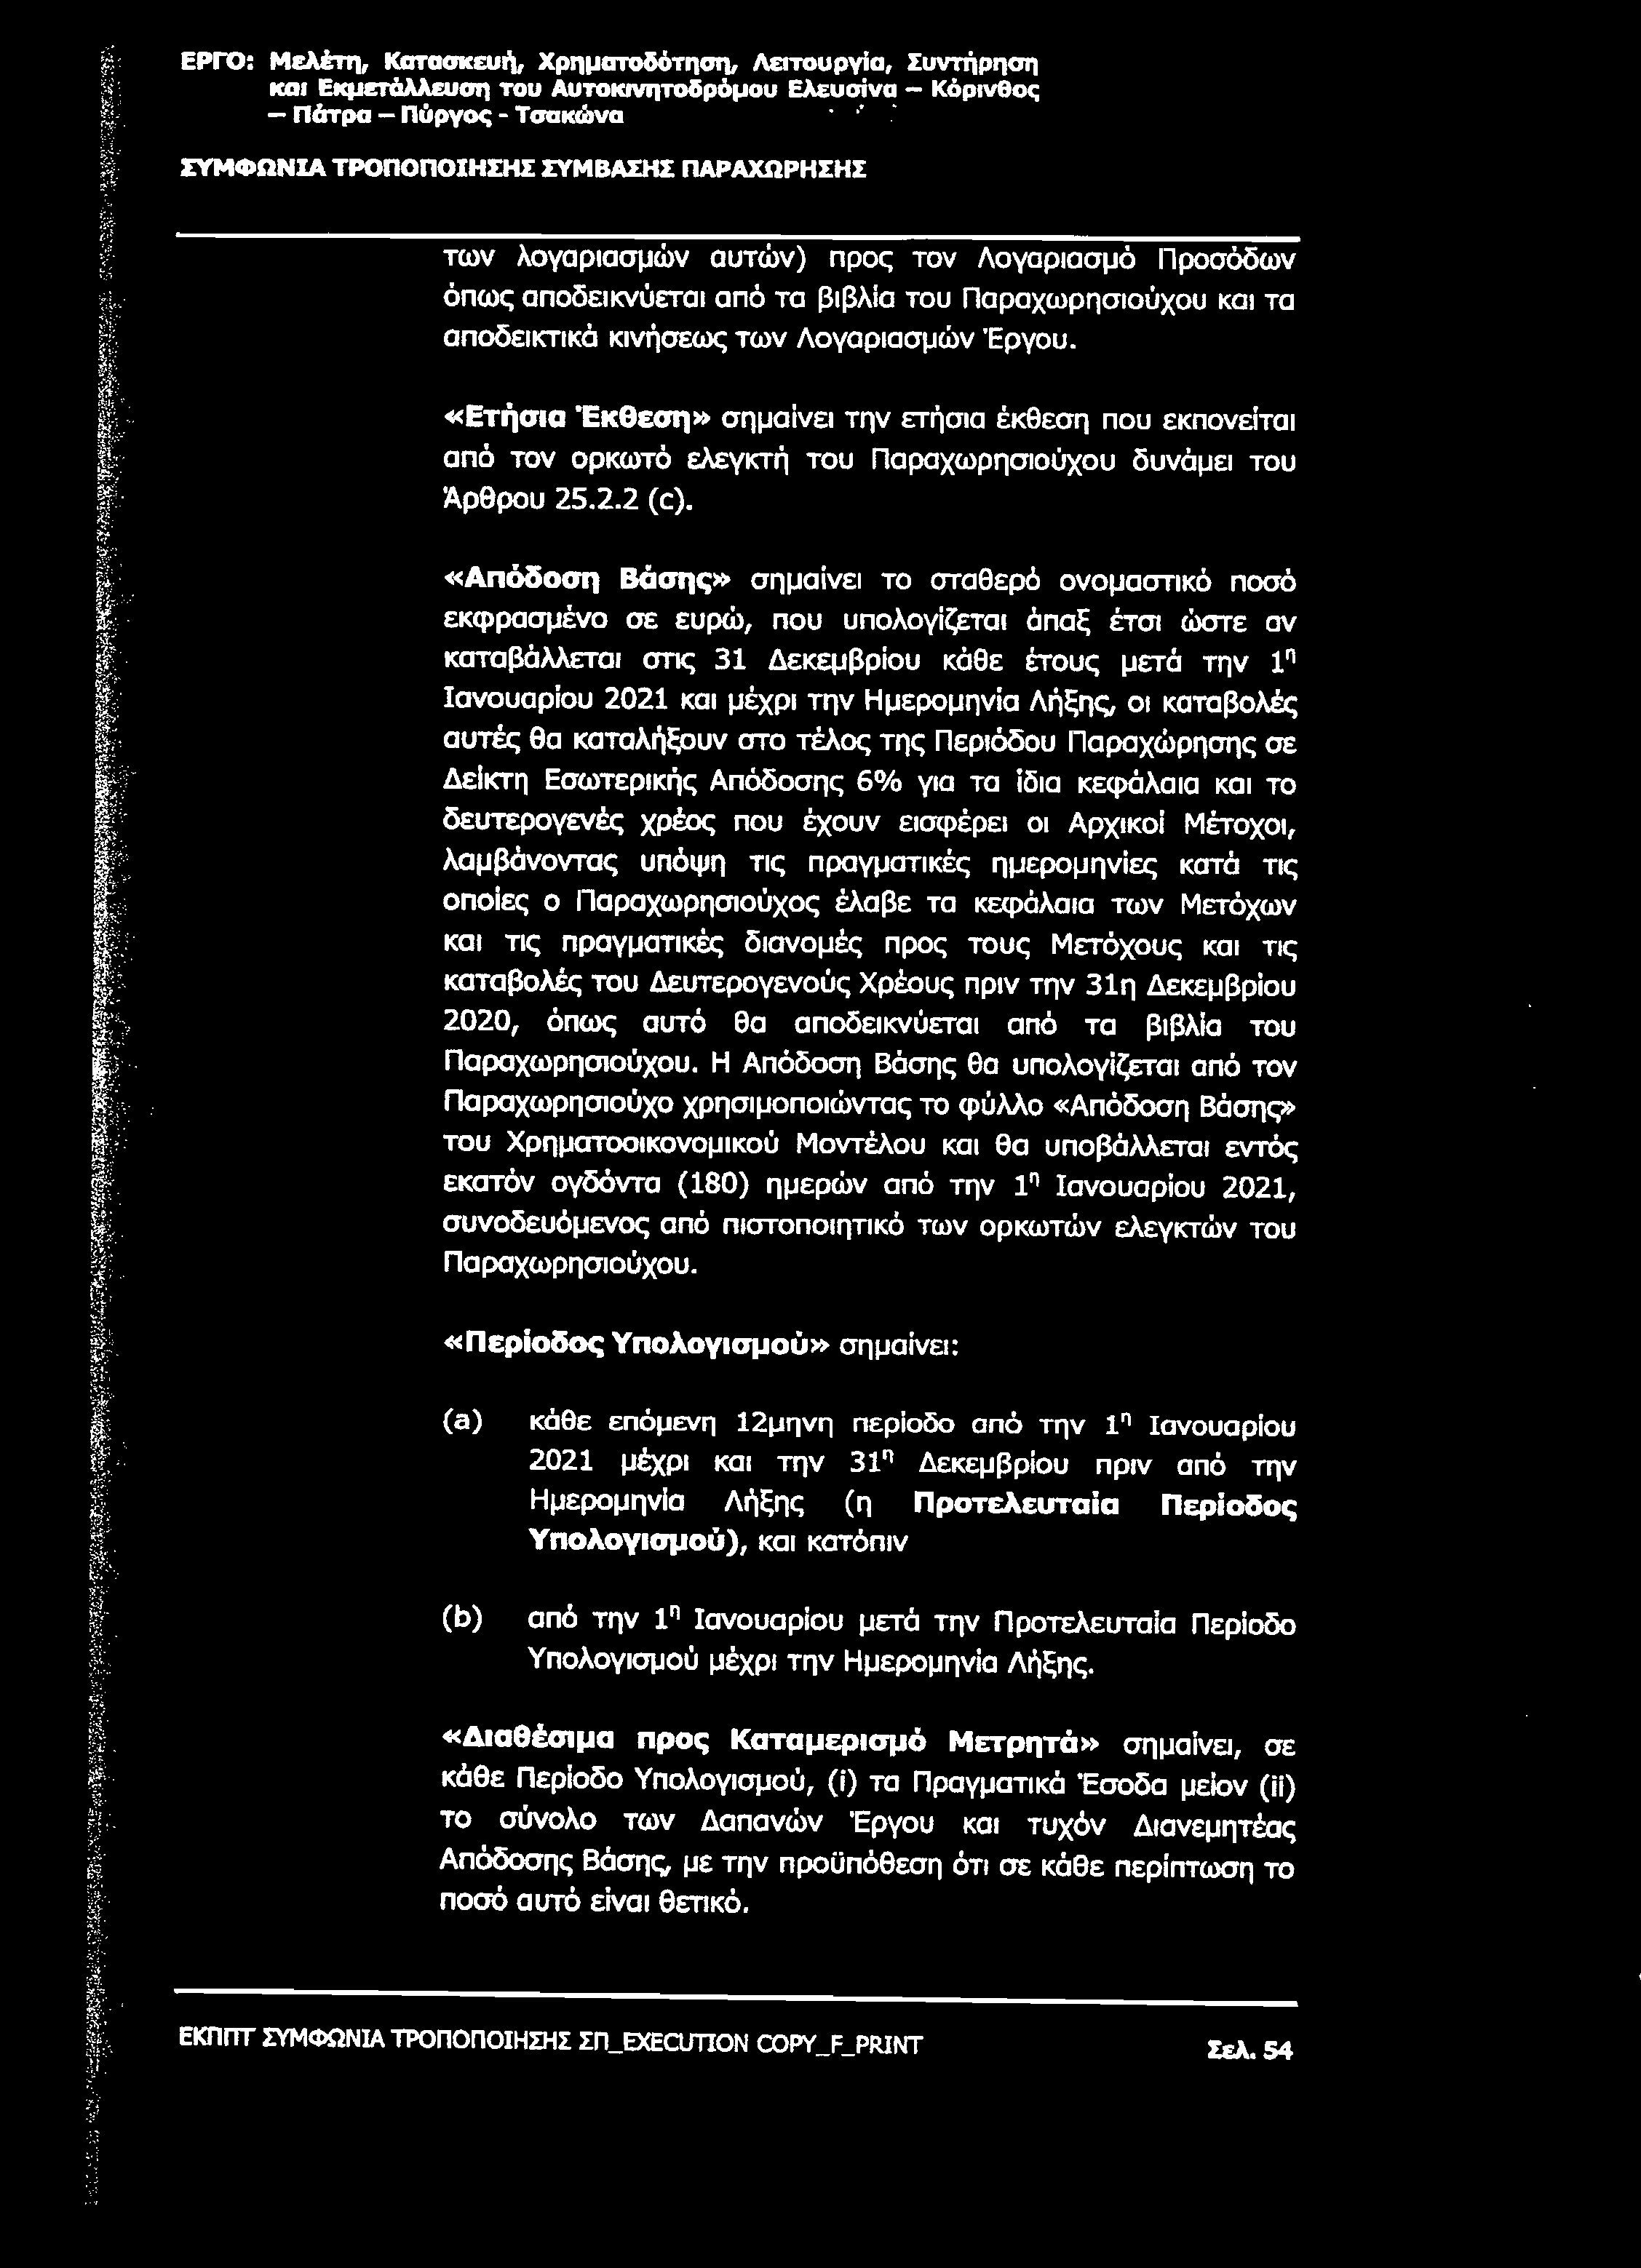 ΕΡΓΟ: Μελέτη, Κατασκευή, Χρηματοδότηση, Λειτουργία, Συντήρηση
και Εκμετάλλευση του Αυτοκινητοδρόμου Ελευσίνα – Κόρινθος
– Πάτρα – Πύργος - Τσακώνα
ΣΥΜΦΩΝΙΑ ΤΡΟΠΟΠΟΙΗΣΗΣ ΣΥΜΒΑΣΗΣ ΠΑΡΑΧΩΡΗΣΗΣ
των λογαριασμών αυτών) προς τον Λογαριασμό Προσόδων
όπως αποδεικνύεται από τα βιβλία του Παραχωρησιούχου και τα
αποδεικτικά κινήσεως των Λογαριασμών Έργου.
«Ετήσια Έκθεση» σημαίνει την ετήσια έκθεση που εκπονείται
από τον ορκωτό ελεγκτή του Παραχωρησιούχου δυνάμει του
Άρθρου 25.2.2 (c).
«Απόδοση Βάσης» σημαίνει το σταθερό ονομαστικό ποσό
εκφρασμένο σε ευρώ, που υπολογίζεται άπαξ έτσι ώστε αν
καταβάλλεται στις 31 Δεκεμβρίου κάθε έτους μετά την 1η
Ιανουαρίου 2021 και μέχρι την Ημερομηνία Λήξης, οι καταβολές
αυτές θα καταλήξουν στο τέλος της Περιόδου Παραχώρησης σε
Δείκτη Εσωτερικής Απόδοσης 6% για τα ίδια κεφάλαια και το
δευτερογενές χρέος που έχουν εισφέρει οι Αρχικοί Μέτοχοι,
λαμβάνοντας υπόψη τις πραγματικές ημερομηνίες κατά τις
οποίες ο Παραχωρησιούχος έλαβε τα κεφάλαια των Μετόχων
και τις πραγματικές διανομές προς τους Μετόχους και τις
καταβολές του Δευτερογενούς Χρέους πριν την 31η Δεκεμβρίου
2020, όπως αυτό θα αποδεικνύεται από τα βιβλία του
Παραχωρησιούχου. Η Απόδοση Βάσης θα υπολογίζεται από τον
Παραχωρησιούχο χρησιμοποιώντας το φύλλο «Απόδοση Βάσης»
του Χρηματοοικονομικού Μοντέλου και θα υποβάλλεται εντός
εκατόν ογδόντα (180) ημερών από την 1η Ιανουαρίου 2021,
συνοδευόμενος από πιστοποιητικό των ορκωτών ελεγκτών του
Παραχωρησιούχου.
«Περίοδος Υπολογισμού» σημαίνει:
(a) κάθε επόμενη 12μηνη περίοδο από την 1η Ιανουαρίου
2021 μέχρι και την 31η Δεκεμβρίου πριν από την
Ημερομηνία Λήξης (η Προτελευταία Περίοδος
Υπολογισμού), και κατόπιν
(b) από την 1η Ιανουαρίου μετά την Προτελευταία Περίοδο
Υπολογισμού μέχρι την Ημερομηνία Λήξης.
«Διαθέσιμα προς Καταμερισμό Μετρητά» σημαίνει, σε
κάθε Περίοδο Υπολογισμού, (i) τα Πραγματικά Έσοδα μείον (ii)
το σύνολο των Δαπανών Έργου και τυχόν Διανεμητέας
Απόδοσης Βάσης, με την προϋπόθεση ότι σε κάθε περίπτωση το
ποσό αυτό είναι θετικό.
ΕΚΠΠΤ ΣΥΜΦΩΝΙΑ ΤΡΟΠΟΠΟΙΗΣΗΣ ΣΠ_EXECUTION COPY_F_PRINT Σελ. 54